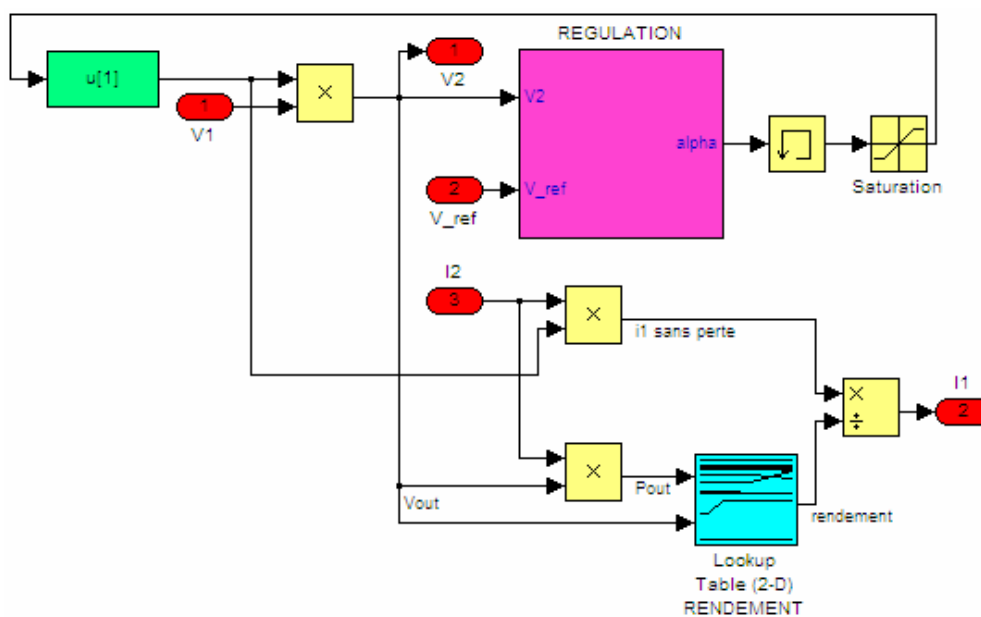 REGULATION
u[1]
1
V1
×
1
V2
V2
alpha
V_ref
2
V_ref
Saturation
I2
3
×
i1 sans perte
×
÷
I1
2
×
Vout
Pout
rendement
Lookup
Table (2-D)
RENDEMENT